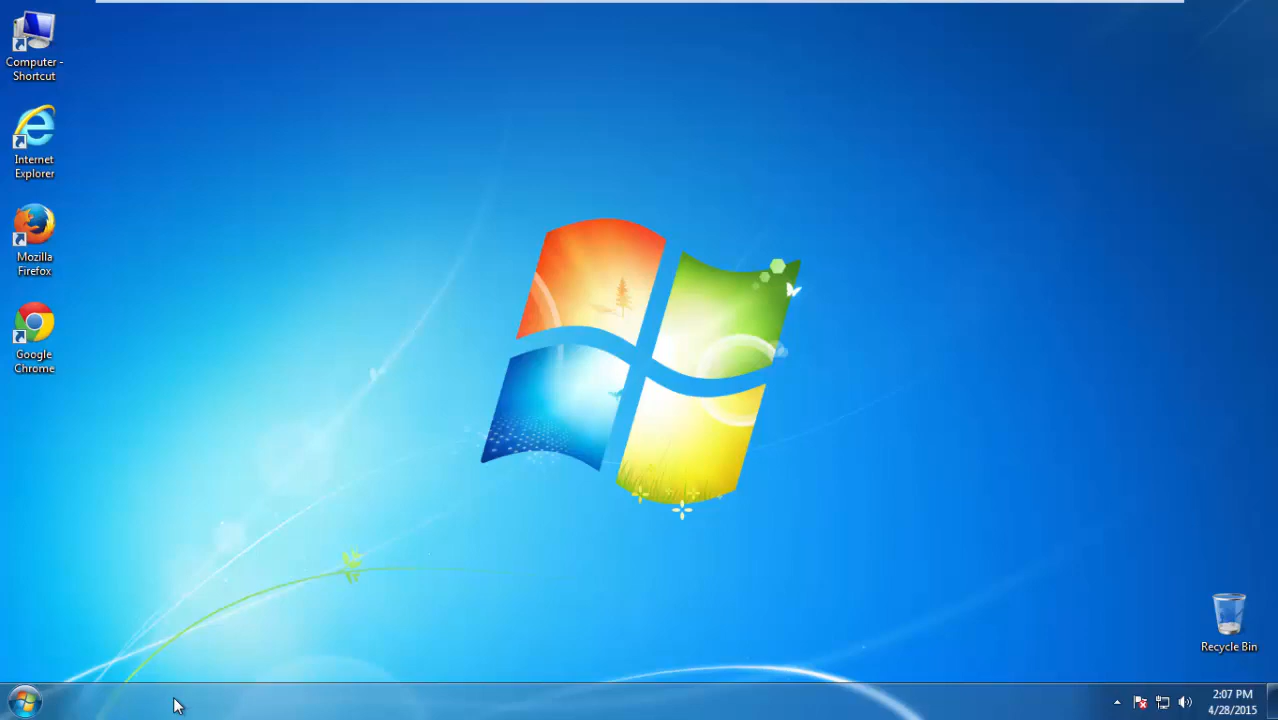 Computer -
Shortcut
Internet
Explorer
Mozilla
Firefox
Google
Chrome
Recycle Bin
2:07 PM
4/28/2015